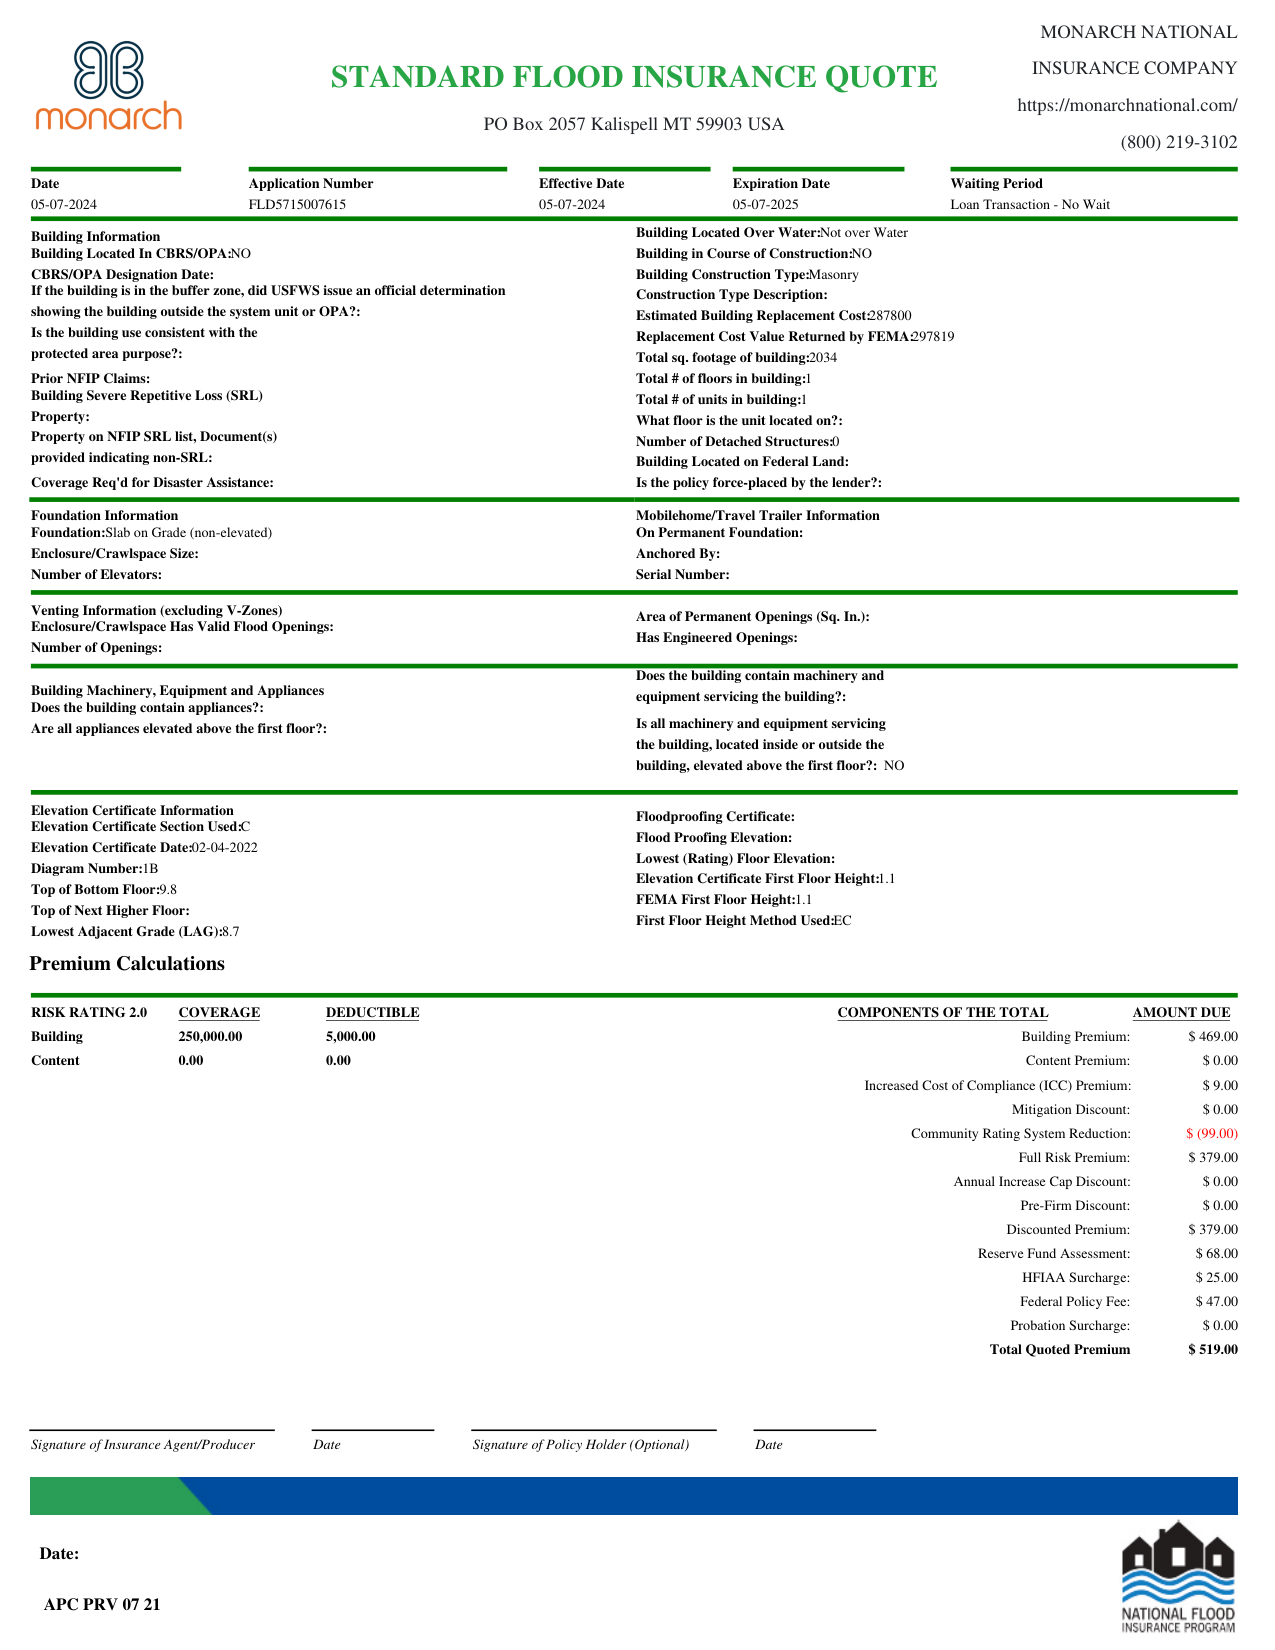 monarch
STANDARD FLOOD INSURANCE QUOTE
PO Box 2057 Kalispell MT 59903 USA
MONARCH NATIONAL
INSURANCE COMPANY
https://monarchnational.com/
(800) 219-3102
Date Application Number Effective Date Expiration Date Waiting Period
05-07-2024 FLD5715007615 05-07-2024 05-07-2025 Loan Transaction - No Wait
Building Information
Building Located In CBRS/OPA:NO
CBRS/OPA Designation Date:
If the building is in the buffer zone, did USFWS issue an official determination
showing the building outside the system unit or OPA?:
Is the building use consistent with the
protected area purpose?:
Prior NFIP Claims:
Building Severe Repetitive Loss (SRL)
Property:
Property on NFIP SRL list, Document(s)
provided indicating non-SRL:
Coverage Req'd for Disaster Assistance:
Building Located Over Water:Not over Water
Building in Course of Construction:NO
Building Construction Type:Masonry
Construction Type Description:
Estimated Building Replacement Cost:287800
Replacement Cost Value Returned by FEMA:297819
Total sq. footage of building:2034
Total # of floors in building:1
Total # of units in building:1
What floor is the unit located on?:
Number of Detached Structures:0
Building Located on Federal Land:
Is the policy force-placed by the lender?:
Foundation Information
Foundation:Slab on Grade (non-elevated)
Enclosure/Crawlspace Size:
Number of Elevators:
Mobilehome/Travel Trailer Information
On Permanent Foundation:
Anchored By:
Serial Number:
Venting Information (excluding V-Zones)
Enclosure/Crawlspace Has Valid Flood Openings:
Number of Openings:
Area of Permanent Openings (Sq. In.):
Has Engineered Openings:
Building Machinery, Equipment and Appliances
Does the building contain appliances?:
Are all appliances elevated above the first floor?:
Does the building contain machinery and
equipment servicing the building?:
Is all machinery and equipment servicing
the building, located inside or outside the
building, elevated above the first floor?: NO
Elevation Certificate Information
Elevation Certificate Section Used:C
Elevation Certificate Date:02-04-2022
Diagram Number:1B
Top of Bottom Floor:9.8
Top of Next Higher Floor:
Lowest Adjacent Grade (LAG):8.7
Floodproofing Certificate:
Flood Proofing Elevation:
Lowest (Rating) Floor Elevation:
Elevation Certificate First Floor Height:1.1
FEMA First Floor Height:1.1
First Floor Height Method Used:EC
Premium Calculations
RISK RATING 2.0 COVERAGE DEDUCTIBLE
Building 250,000.00 5,000.00
Content 0.00 0.00
COMPONENTS OF THE TOTAL AMOUNT DUE
Building Premium: $ 469.00
Content Premium: $ 0.00
Increased Cost of Compliance (ICC) Premium: $ 9.00
Mitigation Discount: $ 0.00
Community Rating System Reduction: $ (99.00)
Full Risk Premium: $ 379.00
Annual Increase Cap Discount: $ 0.00
Pre-Firm Discount: $ 0.00
Discounted Premium: $ 379.00
Reserve Fund Assessment: $ 68.00
HFIAA Surcharge: $ 25.00
Federal Policy Fee: $ 47.00
Probation Surcharge: $ 0.00
Total Quoted Premium $ 519.00
Signature of Insurance Agent/Producer Date Signature of Policy Holder (Optional) Date
Date:
APC PRV 07 21
NATIONAL FLOOD
INSURANCE PROGRAM